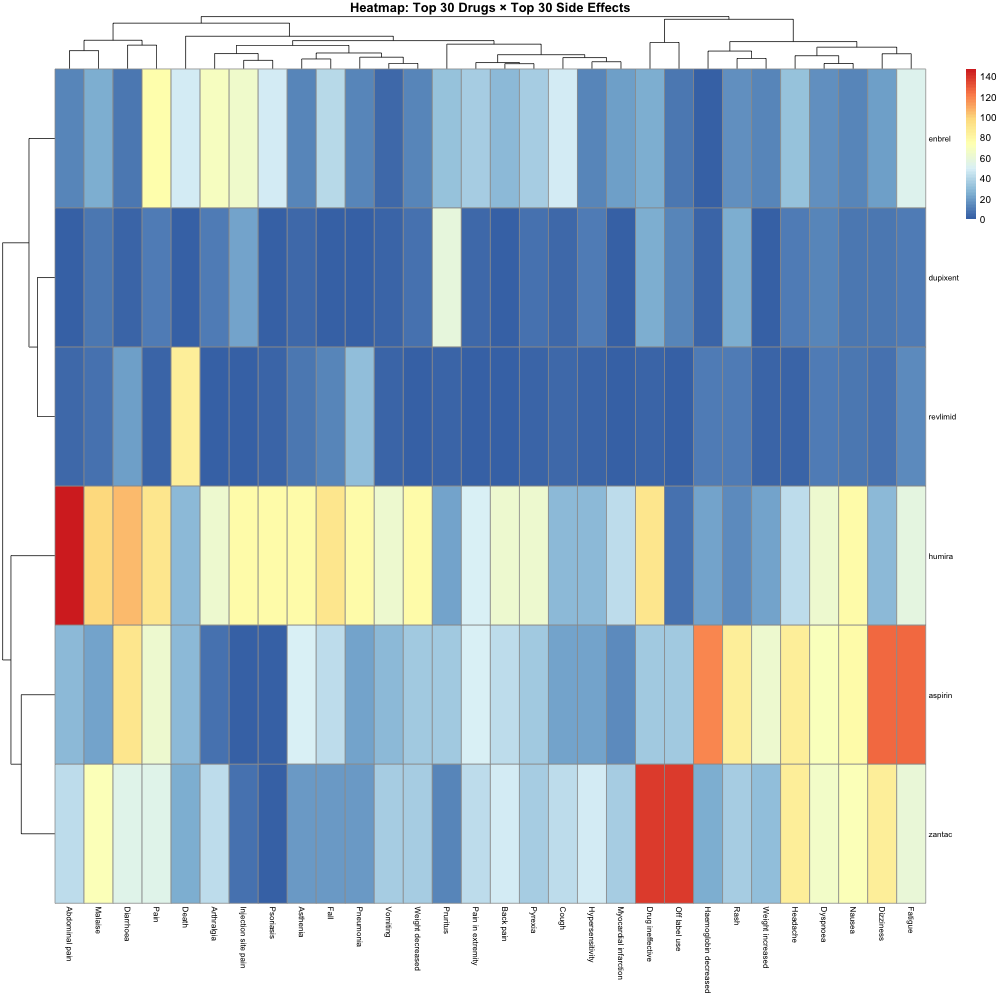 Heatmap: Top 30 Drugs × Top 30 Side Effects
140
120
100
80
60
40
20
0
enbrel
dupixent
revlimid
humira
aspirin
zantac
Abdominal pain
Malaise
Diarrhoea
Pain
Death
Arthralgia
Injection site pain
Psoriasis
Asthenia
Fall
Pneumonia
Vomiting
Weight decreased
Pruritus
Pain in extremity
Back pain
Pyrexia
Cough
Hypersensitivity
Myocardial infarction
Drug ineffective
Off label use
Haemoglobin decreased
Rash
Weight increased
Headache
Dyspnoea
Nausea
Dizziness
Fatigue